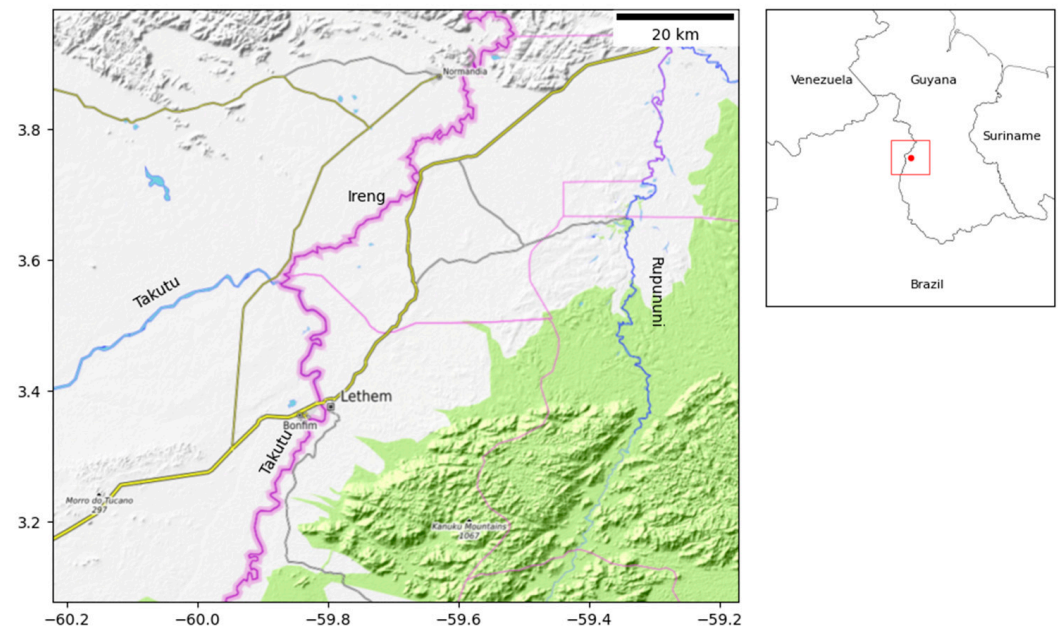 20 km
Normandia
3.8
Ireng
3.6
Takutu
Rupununi
3.4
Lethem
Bonfim
Takutu
Morro do Tucano
297
Kanuku Mountains
1067
3.2
−60.2
−60.0
−59.8
−59.6
−59.4
−59.2
Venezuela
Guyana
Suriname
Brazil